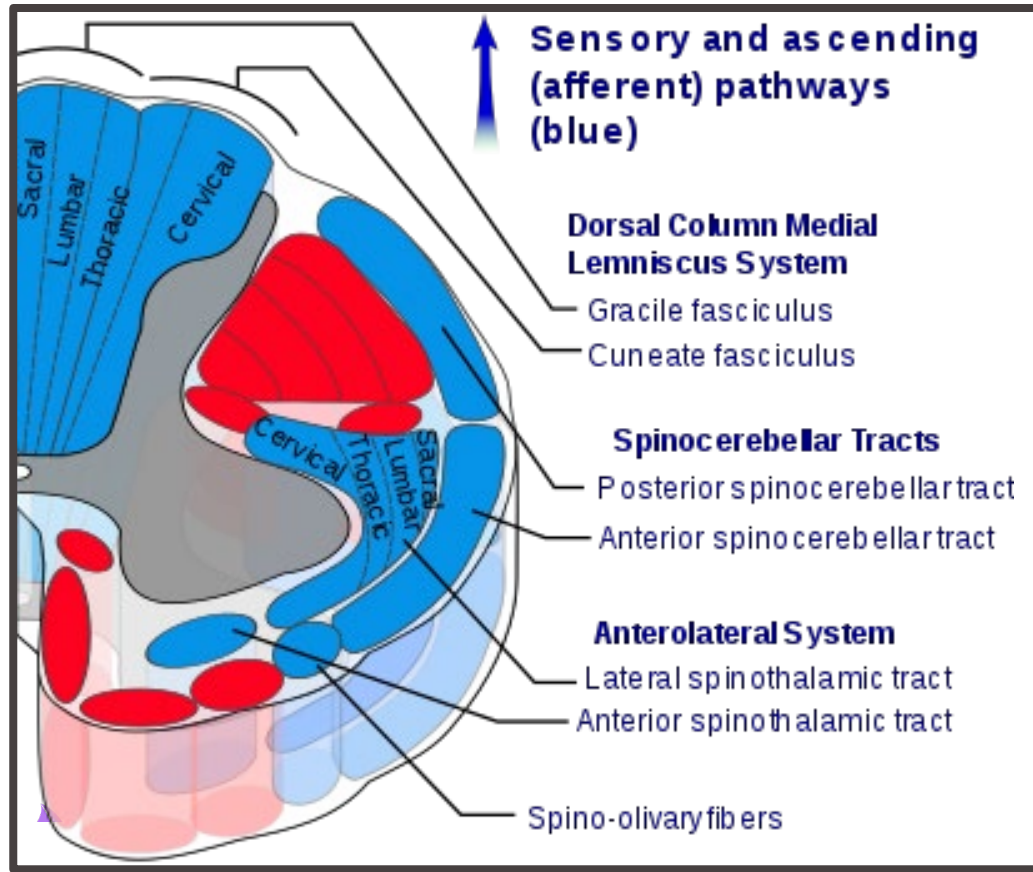 Sensory and ascending
(afferent) pathways
(blue)
Sacral
Lumbar
Thoracic
Cervical
Dorsal Column Medial
Lemniscus System
Gracile fasciculus
Cuneate fasciculus
Cervical
Thoracic
Lumbar
Sacral
Spinocerebellar Tracts
Posterior spinocerebellar tract
Anterior spinocerebellar tract
Anterolateral System
Lateral spinothalamic tract
Anterior spinothalamic tract
Spino-olivary fibers